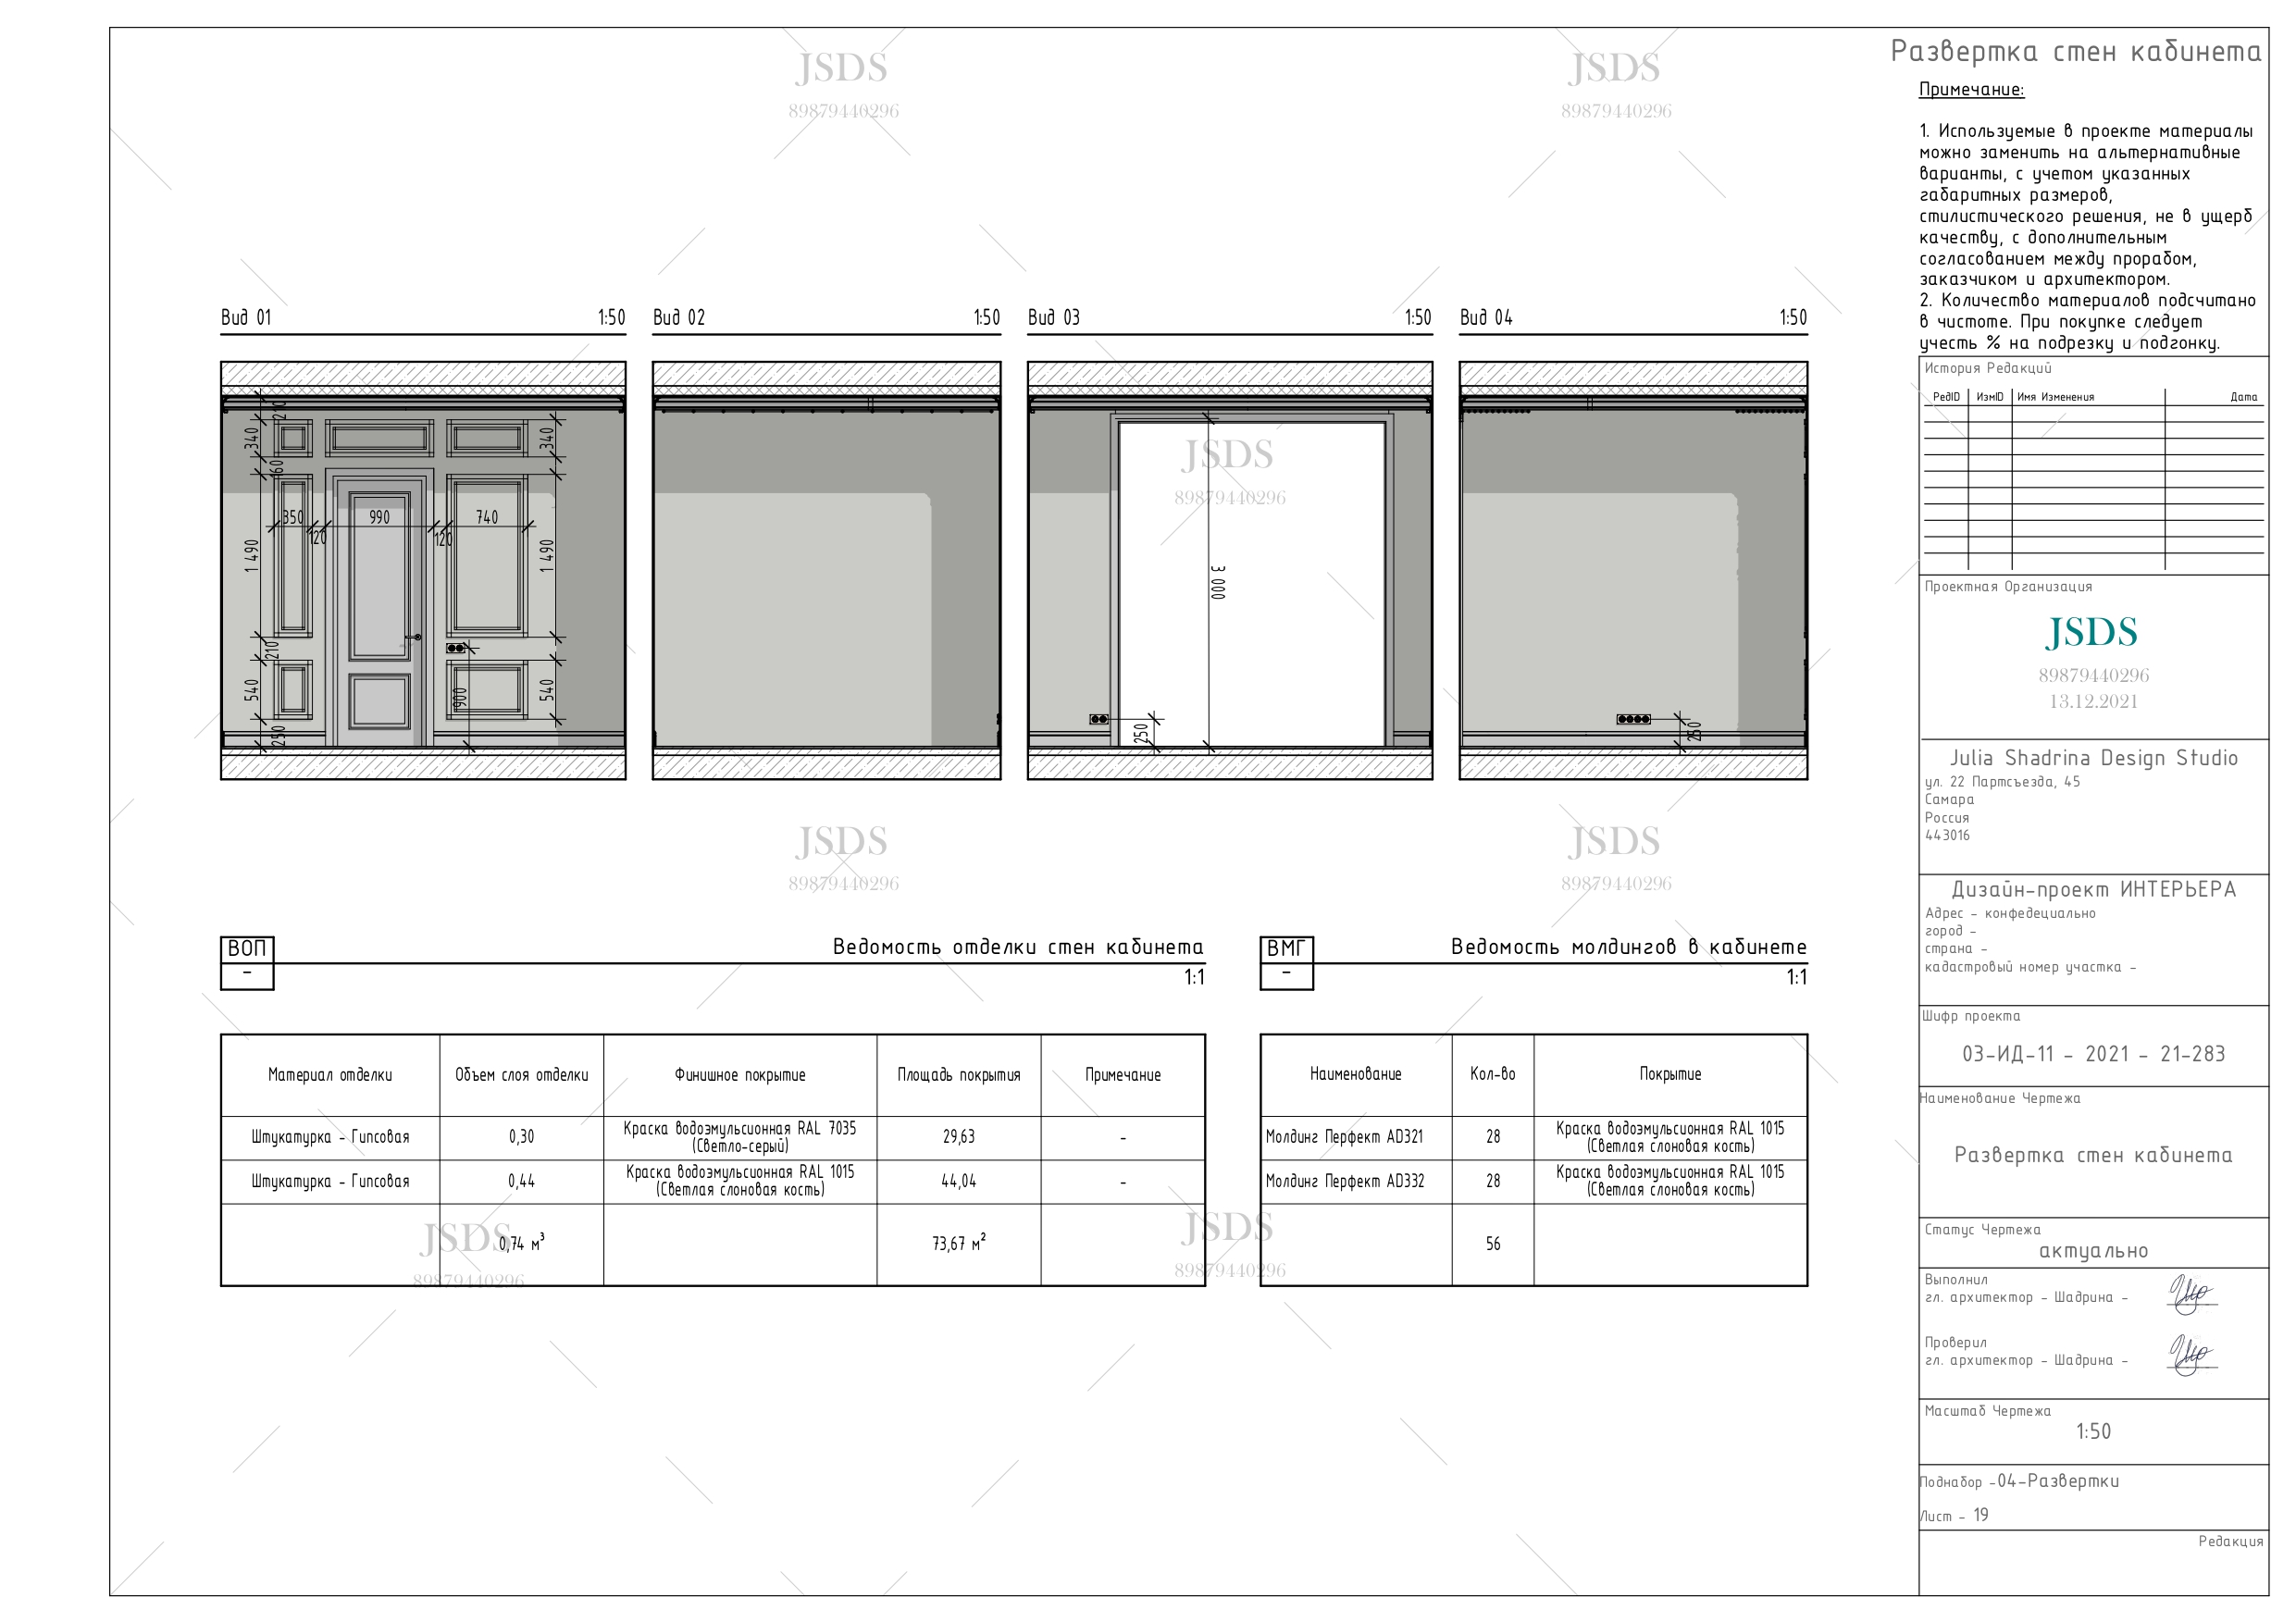 JSDS
89879440296
JSDS
89879440296
Развертка стен кабинета
Примечание:
1. Используемые в проекте материалы
можно заменить на альтернативные
варианты, с учетом указанных
габаритных размеров,
стилистического решения, не в ущерб
качеству, с дополнительным
согласованием между прорабом,
заказчиком и архитектором.
2. Количество материалов подсчитано
в чистоте. При покупке следует
учесть % на подрезку и подгонку.
Вид 01 1:50
Вид 02 1:50
Вид 03 1:50
Вид 04 1:50
340
160
1 490
210
540
250
350
120
990
120
740
900
340
1 490
540
JSDS
89879440296
3 000
250
250
История Редакций
РедID ИзмID Имя Изменения Дата
Проектная Организация
JSDS
89879440296
13.12.2021
Julia Shadrina Design Studio
ул. 22 Партсъезда, 45
Самара
Россия
443016
JSDS
89879440296
JSDS
89879440296
Дизайн-проект ИНТЕРЬЕРА
Адрес - конфедециально
город -
страна -
кадастровый номер участка -
Шифр проекта
03-ИД-11 - 2021 - 21-283
Наименование Чертежа
Развертка стен кабинета
Статус Чертежа
актуально
Выполнил
гл. архитектор - Шадрина -
Проверил
гл. архитектор - Шадрина -
Масштаб Чертежа
1:50
Поднабор -04-Развертки
Лист - 19
Редакция
ВОП
-
Ведомость отделки стен кабинета
1:1
Материал отделки Объем слоя отделки Финишное покрытие Площадь покрытия Примечание
Штукатурка - Гипсовая 0,30 Краска водоэмульсионная RAL 7035 (Светло-серый) 29,63 -
Штукатурка - Гипсовая 0,44 Краска водоэмульсионная RAL 1015 (Светлая слоновая кость) 44,04 -
0,74 м³ 73,67 м²
JSDS
89879440296
JSDS
89879440296
ВМГ
-
Ведомость молдингов в кабинете
1:1
Наименование Кол-во Покрытие
Молдинг Перфект AD321 28 Краска водоэмульсионная RAL 1015 (Светлая слоновая кость)
Молдинг Перфект AD332 28 Краска водоэмульсионная RAL 1015 (Светлая слоновая кость)
56